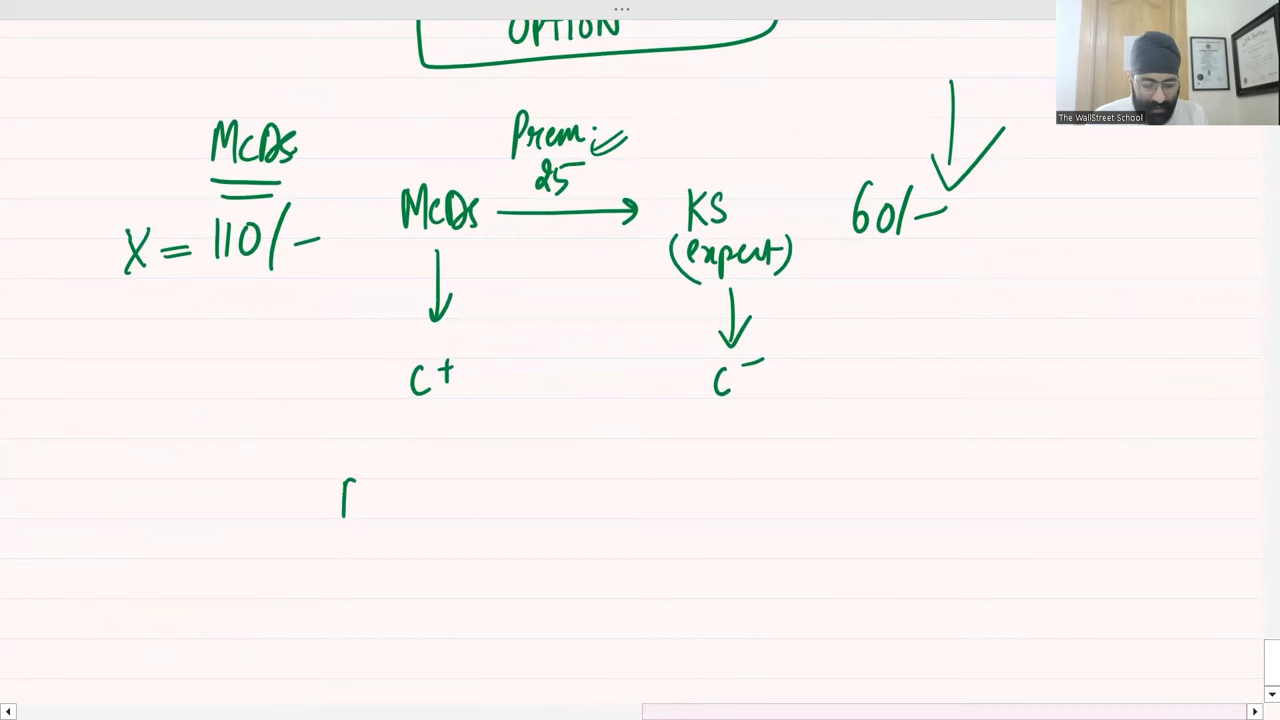 ...
OPTION
The WallStreet School
McDs
Prem.
25
X = 110/-
McDs
KS
(expert)
60/-
C+
C-